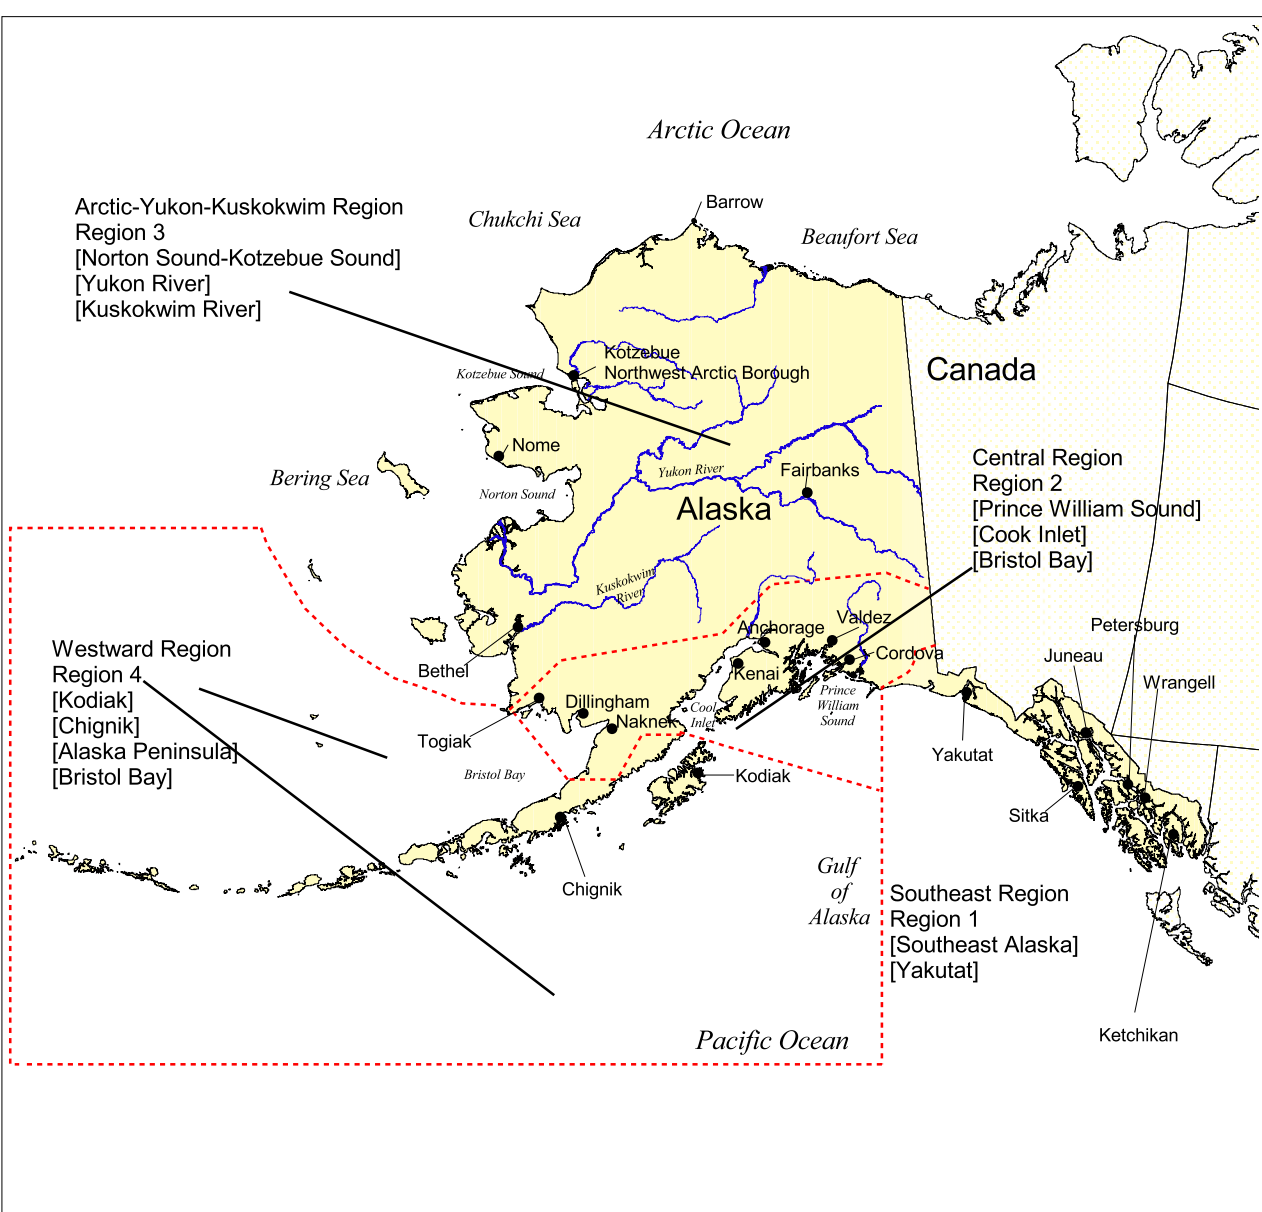 Arctic Ocean
Barrow
Arctic-Yukon-Kuskokwim Region
Region 3
[Norton Sound-Kotzebue Sound]
[Yukon River]
[Kuskokwim River]
Chukchi Sea
Beaufort Sea
Kotzebue
Northwest Arctic Borough
Kotzebue Sound
Canada
Nome
Bering Sea
Norton Sound
Yukon River
Fairbanks
Alaska
Central Region
Region 2
[Prince William Sound]
[Cook Inlet]
[Bristol Bay]
Kuskokwim
River
Anchorage
Valdez
Cordova
Kenai
Prince
William
Sound
Cool
Inlet
Petersburg
Juneau
Wrangell
Westward Region
Region 4
[Kodiak]
[Chignik]
[Alaska Peninsula]
[Bristol Bay]
Bethel
Dillingham
Naknek
Togiak
Bristol Bay
Kodiak
Yakutat
Sitka
Chignik
Gulf
of
Alaska
Southeast Region
Region 1
[Southeast Alaska]
[Yakutat]
Ketchikan
Pacific Ocean